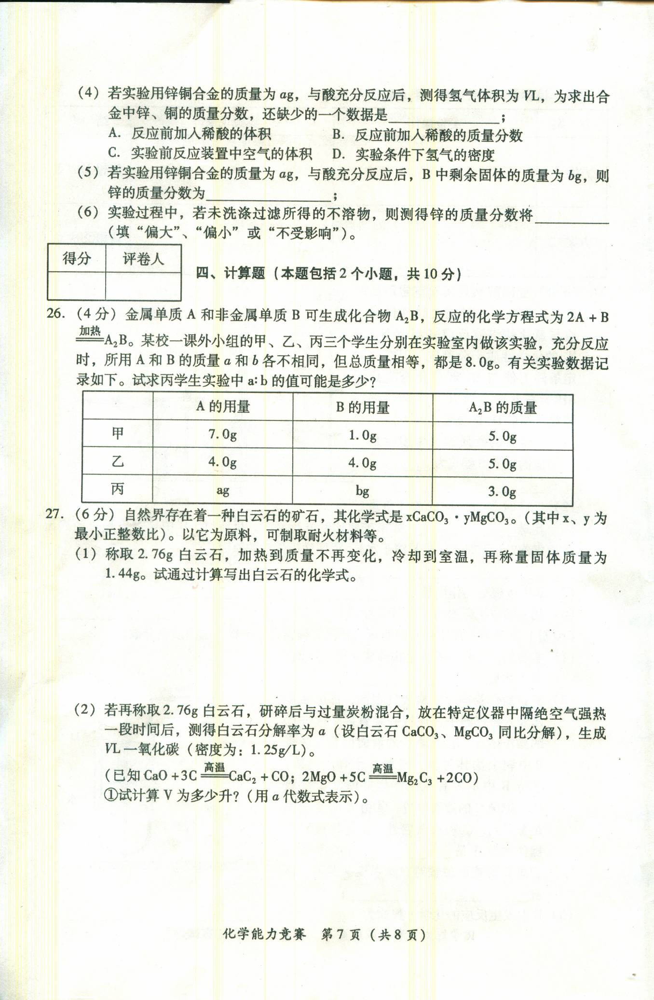 (4) 若实验用锌铜合金的质量为 ag，与酸充分反应后，测得氢气体积为 VL，为求出合
金中锌、铜的质量分数，还缺少的一个数据是________________；
A. 反应前加入稀酸的体积 B. 反应前加入稀酸的质量分数
C. 实验前反应装置中空气的体积 D. 实验条件下氢气的密度
(5) 若实验用锌铜合金的质量为 ag，与酸充分反应后，B 中剩余固体的质量为 bg，则
锌的质量分数为__________________；
(6) 实验过程中，若未洗涤过滤所得的不溶物，则测得锌的质量分数将__________
(填“偏大”、“偏小”或“不受影响”)。
得分 评卷人
四、计算题（本题包括 2 个小题，共 10 分）
26. (4 分) 金属单质 A 和非金属单质 B 可生成化合物 A₂B，反应的化学方程式为 2A + B
加热
══A₂B。某校一课外小组的甲、乙、丙三个学生分别在实验室内做该实验，充分反应
时，所用 A 和 B 的质量 a 和 b 各不相同，但总质量相等，都是 8.0g。有关实验数据记
录如下。试求丙学生实验中 a∶b 的值可能是多少？
A 的用量 B 的用量 A₂B 的质量
甲 7.0g 1.0g 5.0g
乙 4.0g 4.0g 5.0g
丙 ag bg 3.0g
27. (6 分) 自然界存在着一种白云石的矿石，其化学式是 xCaCO₃·yMgCO₃。(其中 x、y 为
最小正整数比)。以它为原料，可制取耐火材料等。
(1) 称取 2.76g 白云石，加热到质量不再变化，冷却到室温，再称量固体质量为
1.44g。试通过计算写出白云石的化学式。
(2) 若再称取 2.76g 白云石，研碎后与过量炭粉混合，放在特定仪器中隔绝空气强热
一段时间后，测得白云石分解率为 a (设白云石 CaCO₃、MgCO₃ 同比分解)，生成
VL 一氧化碳 (密度为：1.25g/L)。
(已知 CaO + 3C ══高温══ CaC₂ + CO；2MgO + 5C ══高温══ Mg₂C₃ + 2CO)
①试计算 V 为多少升？(用 a 代数式表示)。
化学能力竞赛 第 7 页 (共 8 页)